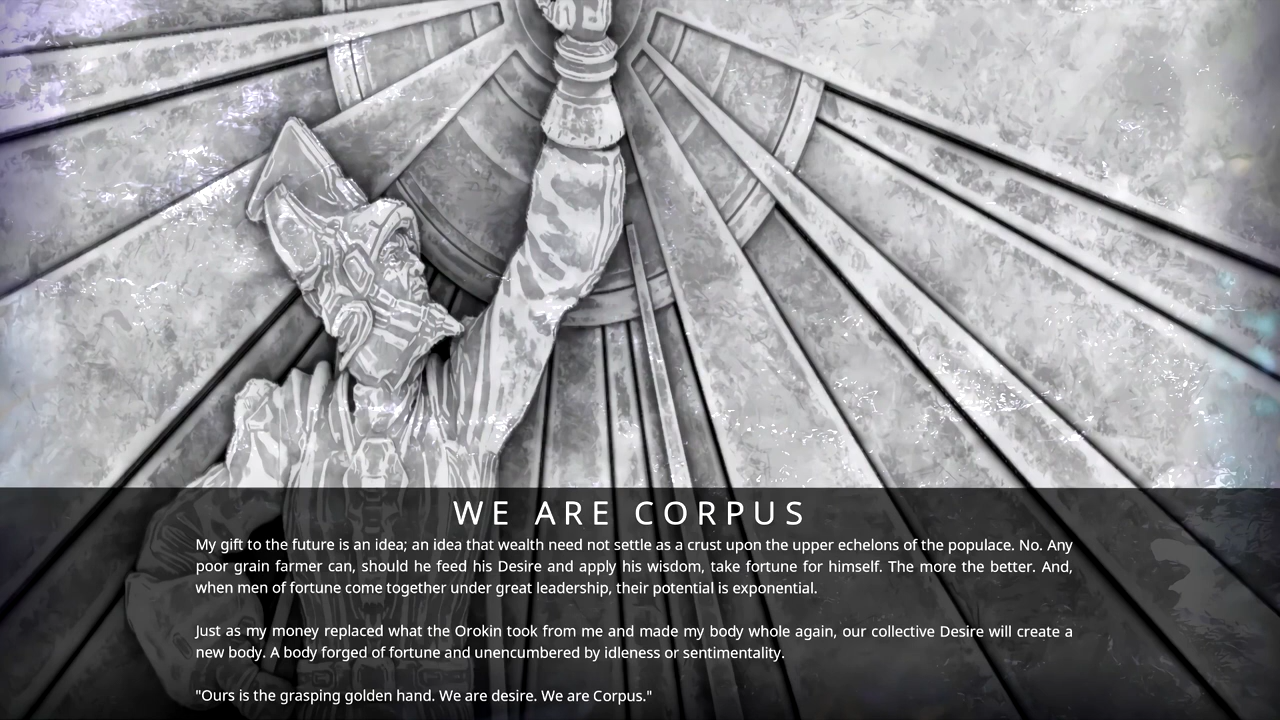 WE ARE CORPUS
My gift to the future is an idea; an idea that wealth need not settle as a crust upon the upper echelons of the populace. No. Any
poor grain farmer can, should he feed his Desire and apply his wisdom, take fortune for himself. The more the better. And,
when men of fortune come together under great leadership, their potential is exponential.
Just as my money replaced what the Orokin took from me and made my body whole again, our collective Desire will create a
new body. A body forged of fortune and unencumbered by idleness or sentimentality.
"Ours is the grasping golden hand. We are desire. We are Corpus."